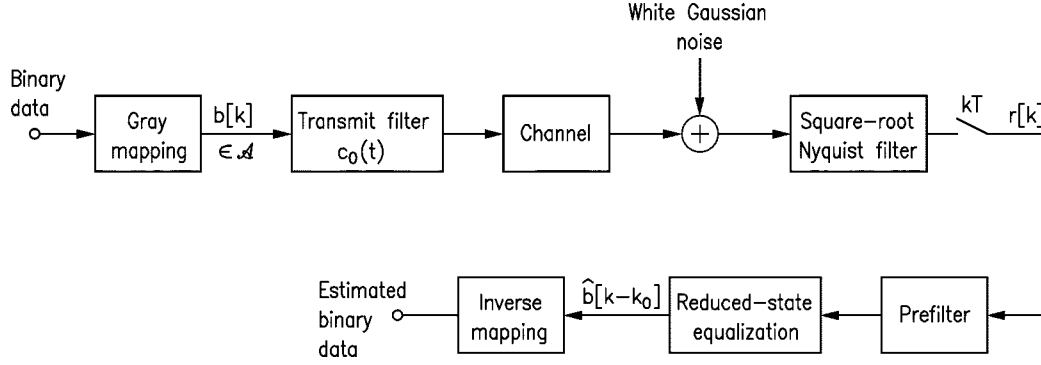 White Gaussian
noise
Binary
data
Gray
mapping
b[k]
∈ 𝒜
Transmit filter
c₀(t)
Channel
+
Square-root
Nyquist filter
kT
r[k]
Estimated
binary
data
Inverse
mapping
b̂[k-k₀]
Reduced-state
equalization
Prefilter